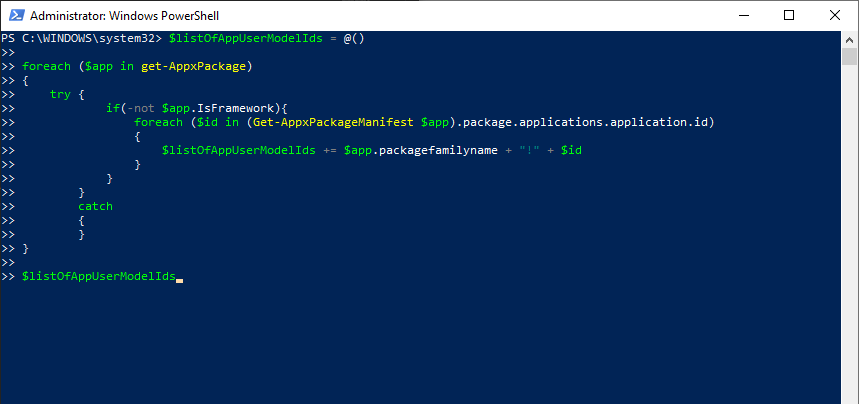 Administrator: Windows PowerShell
PS C:\WINDOWS\system32> $listOfAppUserModelIds = @()
>>
>> foreach ($app in get-AppxPackage)
>> {
>>     try {
>>             if(-not $app.IsFramework){
>>                 foreach ($id in (Get-AppxPackageManifest $app).package.applications.application.id)
>>                 {
>>                     $listOfAppUserModelIds += $app.packagefamilyname + "!" + $id
>>                 }
>>             }
>>         }
>>         catch
>>         {
>>         }
>> }
>>
>> $listOfAppUserModelIds